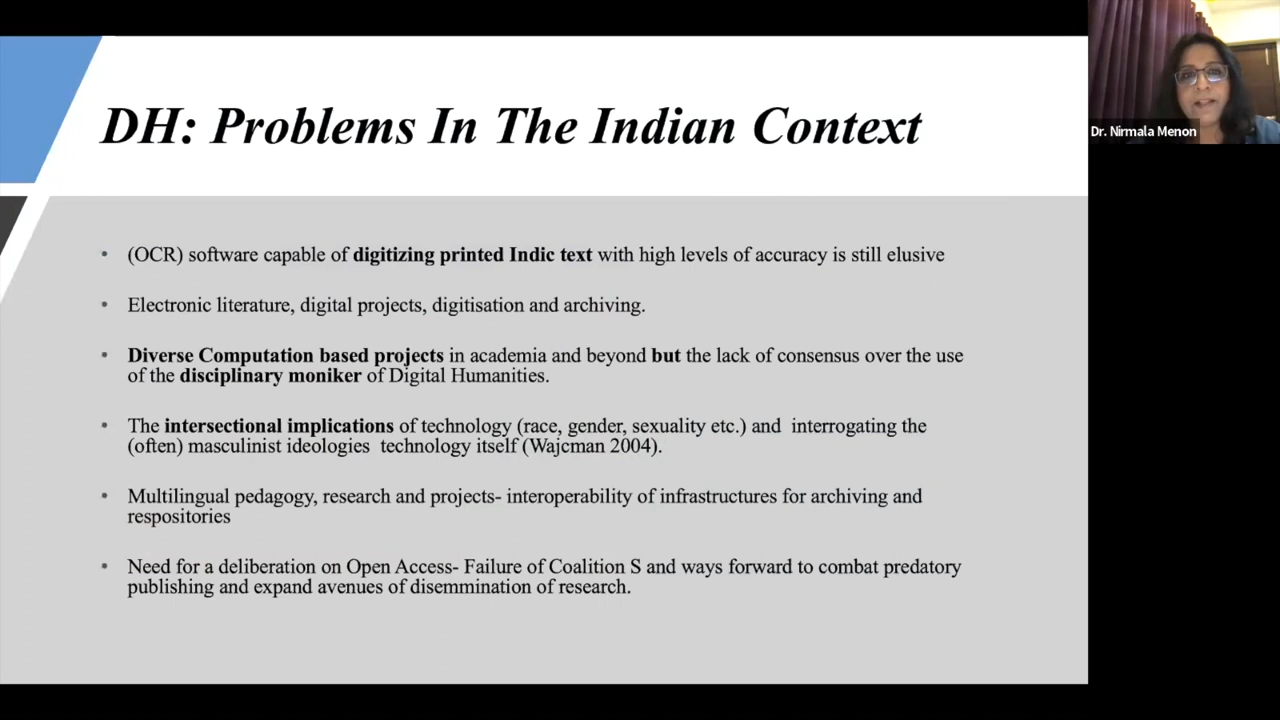 DH: Problems In The Indian Context
Dr. Nirmala Menon
• (OCR) software capable of digitizing printed Indic text with high levels of accuracy is still elusive
• Electronic literature, digital projects, digitisation and archiving.
• Diverse Computation based projects in academia and beyond but the lack of consensus over the use
of the disciplinary moniker of Digital Humanities.
• The intersectional implications of technology (race, gender, sexuality etc.) and interrogating the
(often) masculinist ideologies technology itself (Wajcman 2004).
• Multilingual pedagogy, research and projects- interoperability of infrastructures for archiving and
respositories
• Need for a deliberation on Open Access- Failure of Coalition S and ways forward to combat predatory
publishing and expand avenues of disemmination of research.